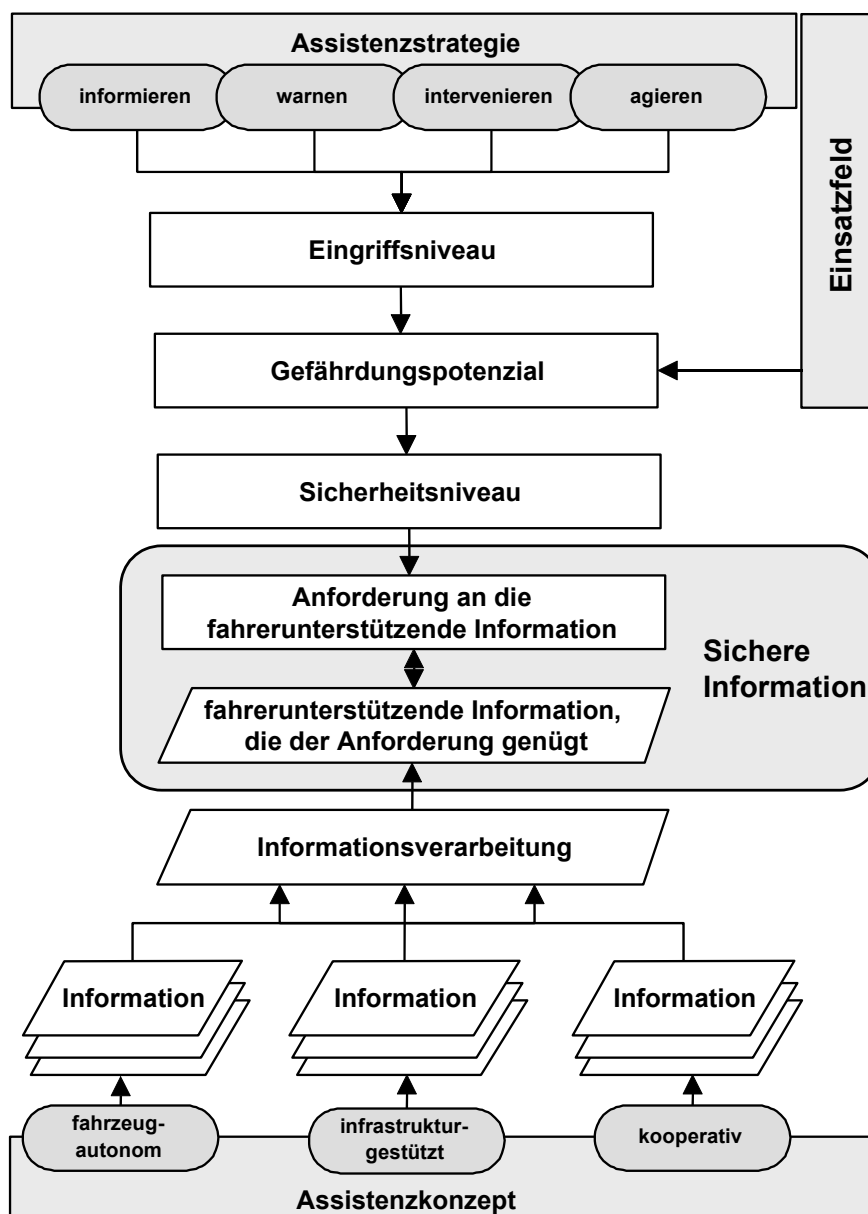 Assistenzstrategie
informieren
warnen
intervenieren
agieren
Einsatzfeld
Eingriffsniveau
Gefährdungspotenzial
Sicherheitsniveau
Anforderung an die
fahrerunterstützende Information
Sichere
Information
fahrerunterstützende Information,
die der Anforderung genügt
Informationsverarbeitung
Information
Information
Information
fahrzeug-
autonom
infrastruktur-
gestützt
kooperativ
Assistenzkonzept